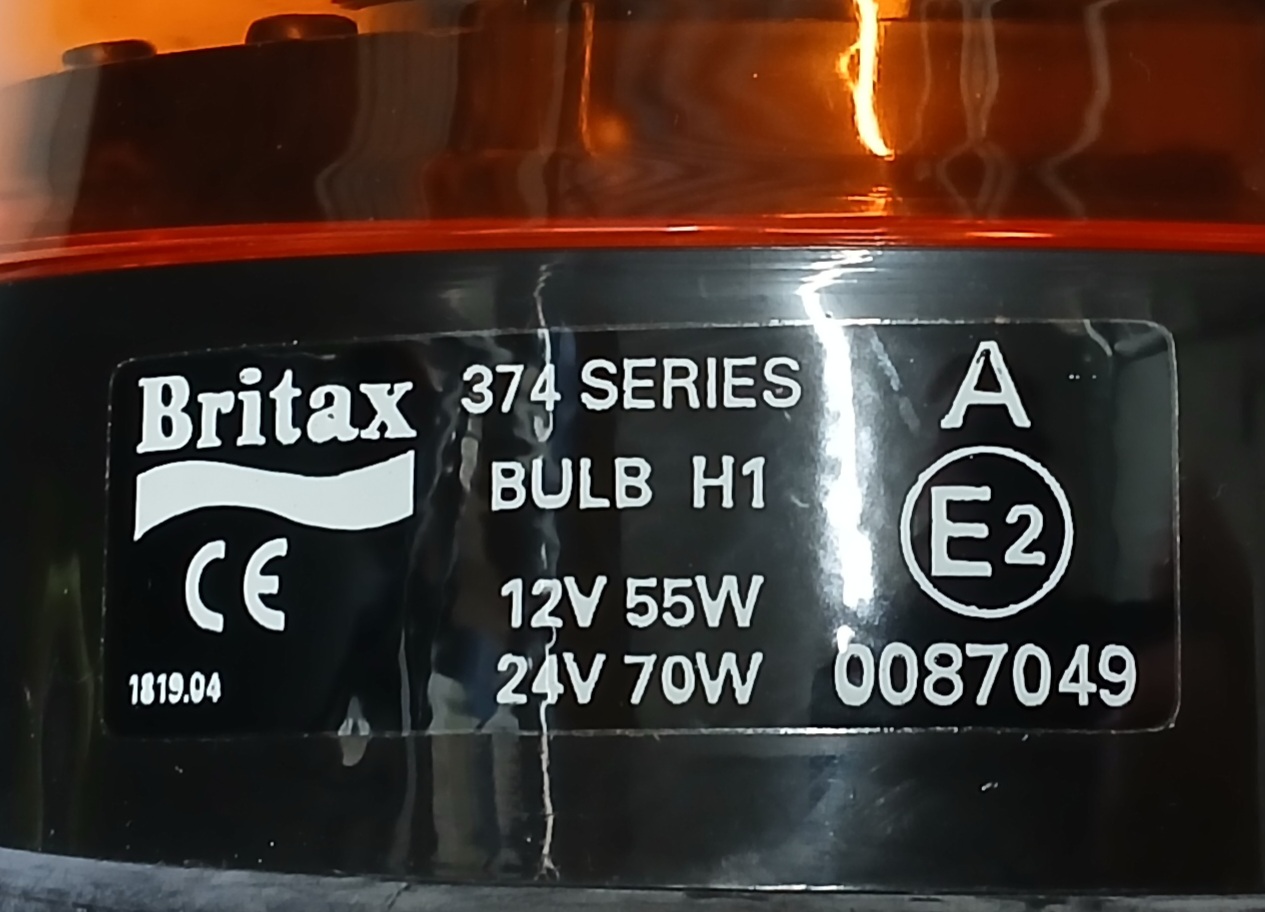 Britax
CE
1819.04
374 SERIES
BULB H1
12V 55W
24V 70W
A
E2
0087049